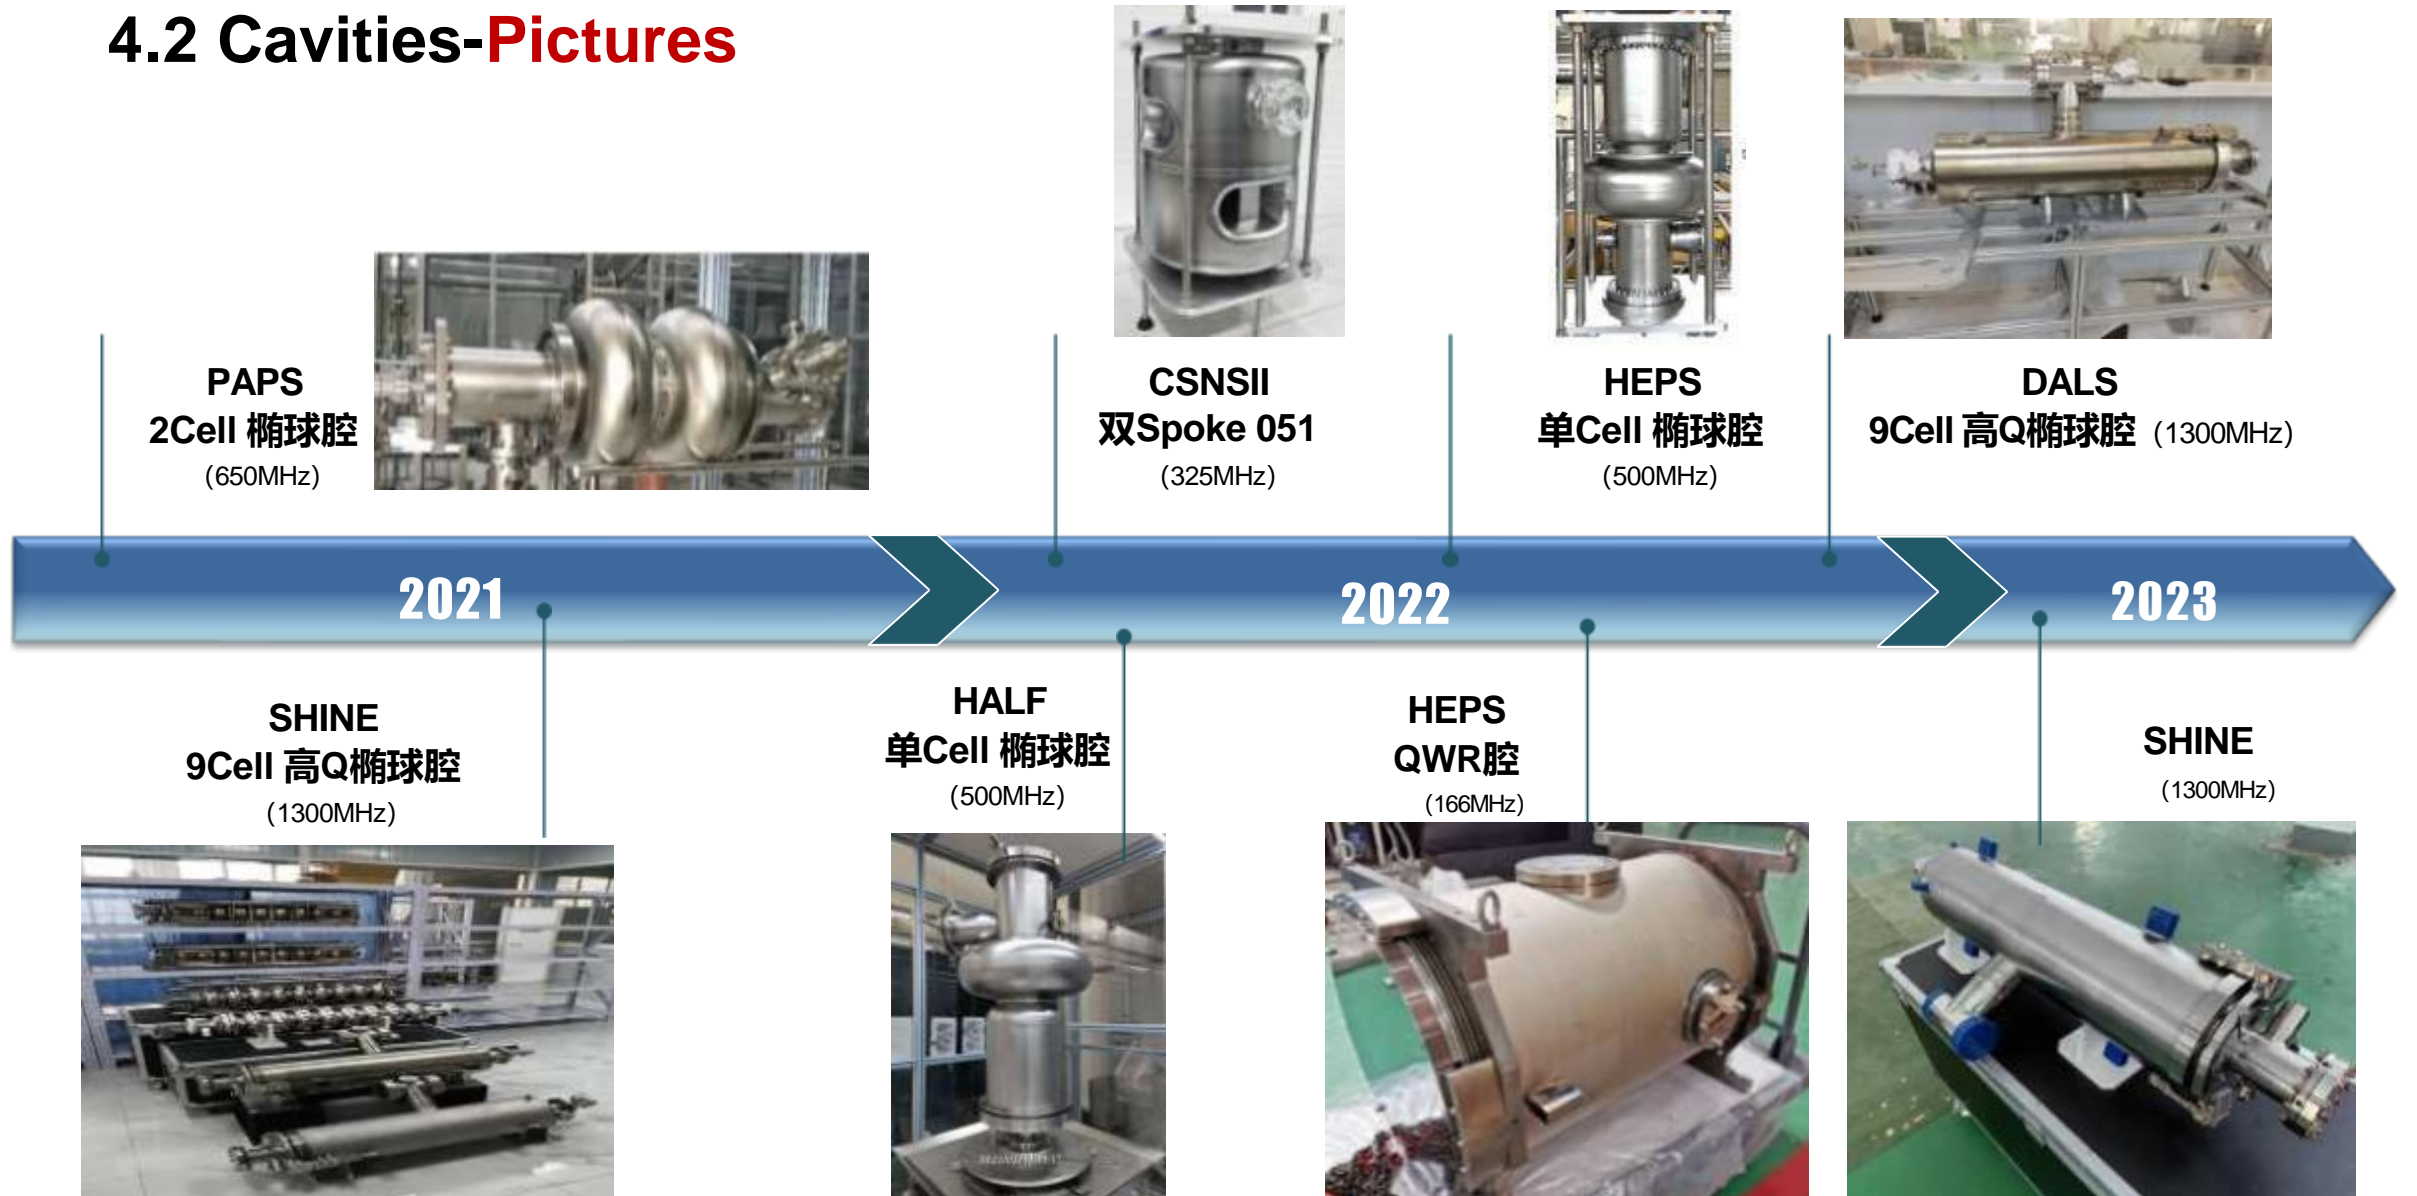 4.2 Cavities-Pictures
PAPS
2Cell 椭球腔
(650MHz)
CSNSII
双Spoke 051
(325MHz)
HEPS
单Cell 椭球腔
(500MHz)
DALS
9Cell 高Q椭球腔 (1300MHz)
2021
2022
2023
SHINE
9Cell 高Q椭球腔
(1300MHz)
HALF
单Cell 椭球腔
(500MHz)
HEPS
QWR腔
(166MHz)
SHINE
(1300MHz)